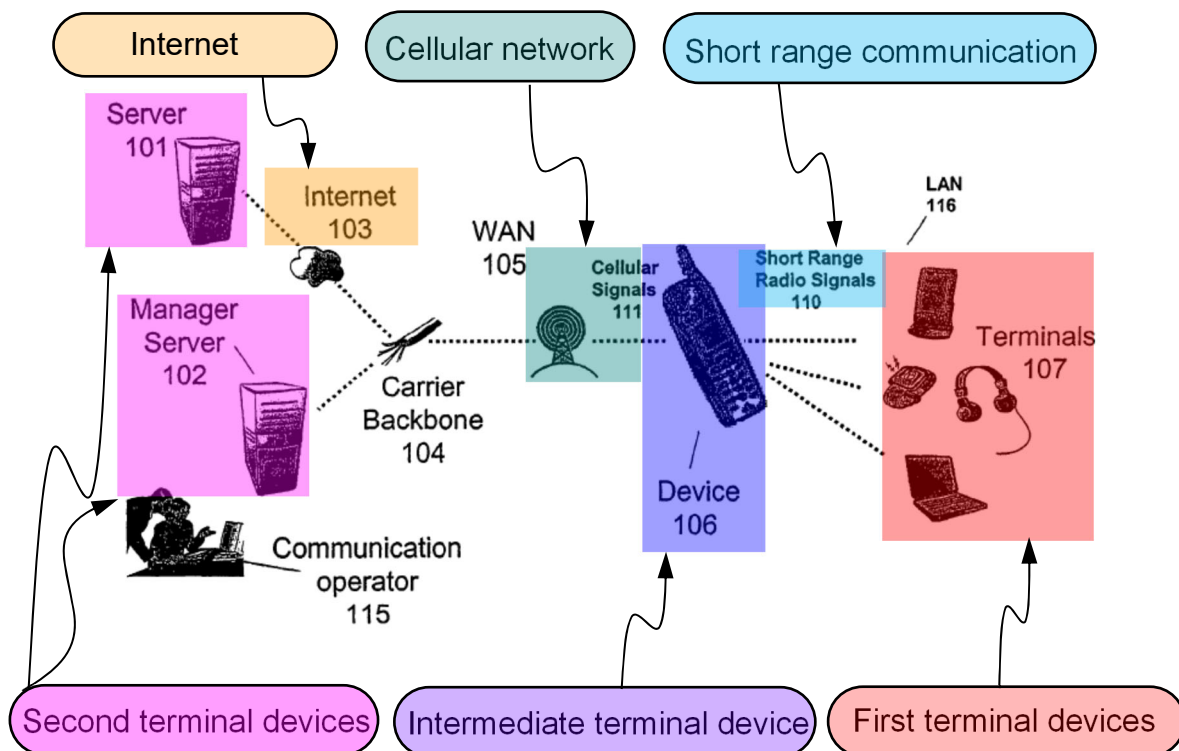 Internet
Cellular network
Short range communication
Server
101
Internet
103
LAN
116
WAN
105
Cellular
Signals
111
Short Range
Radio Signals
110
Manager
Server
102
Terminals
107
Carrier
Backbone
104
Device
106
Communication
operator
115
Second terminal devices
Intermediate terminal device
First terminal devices